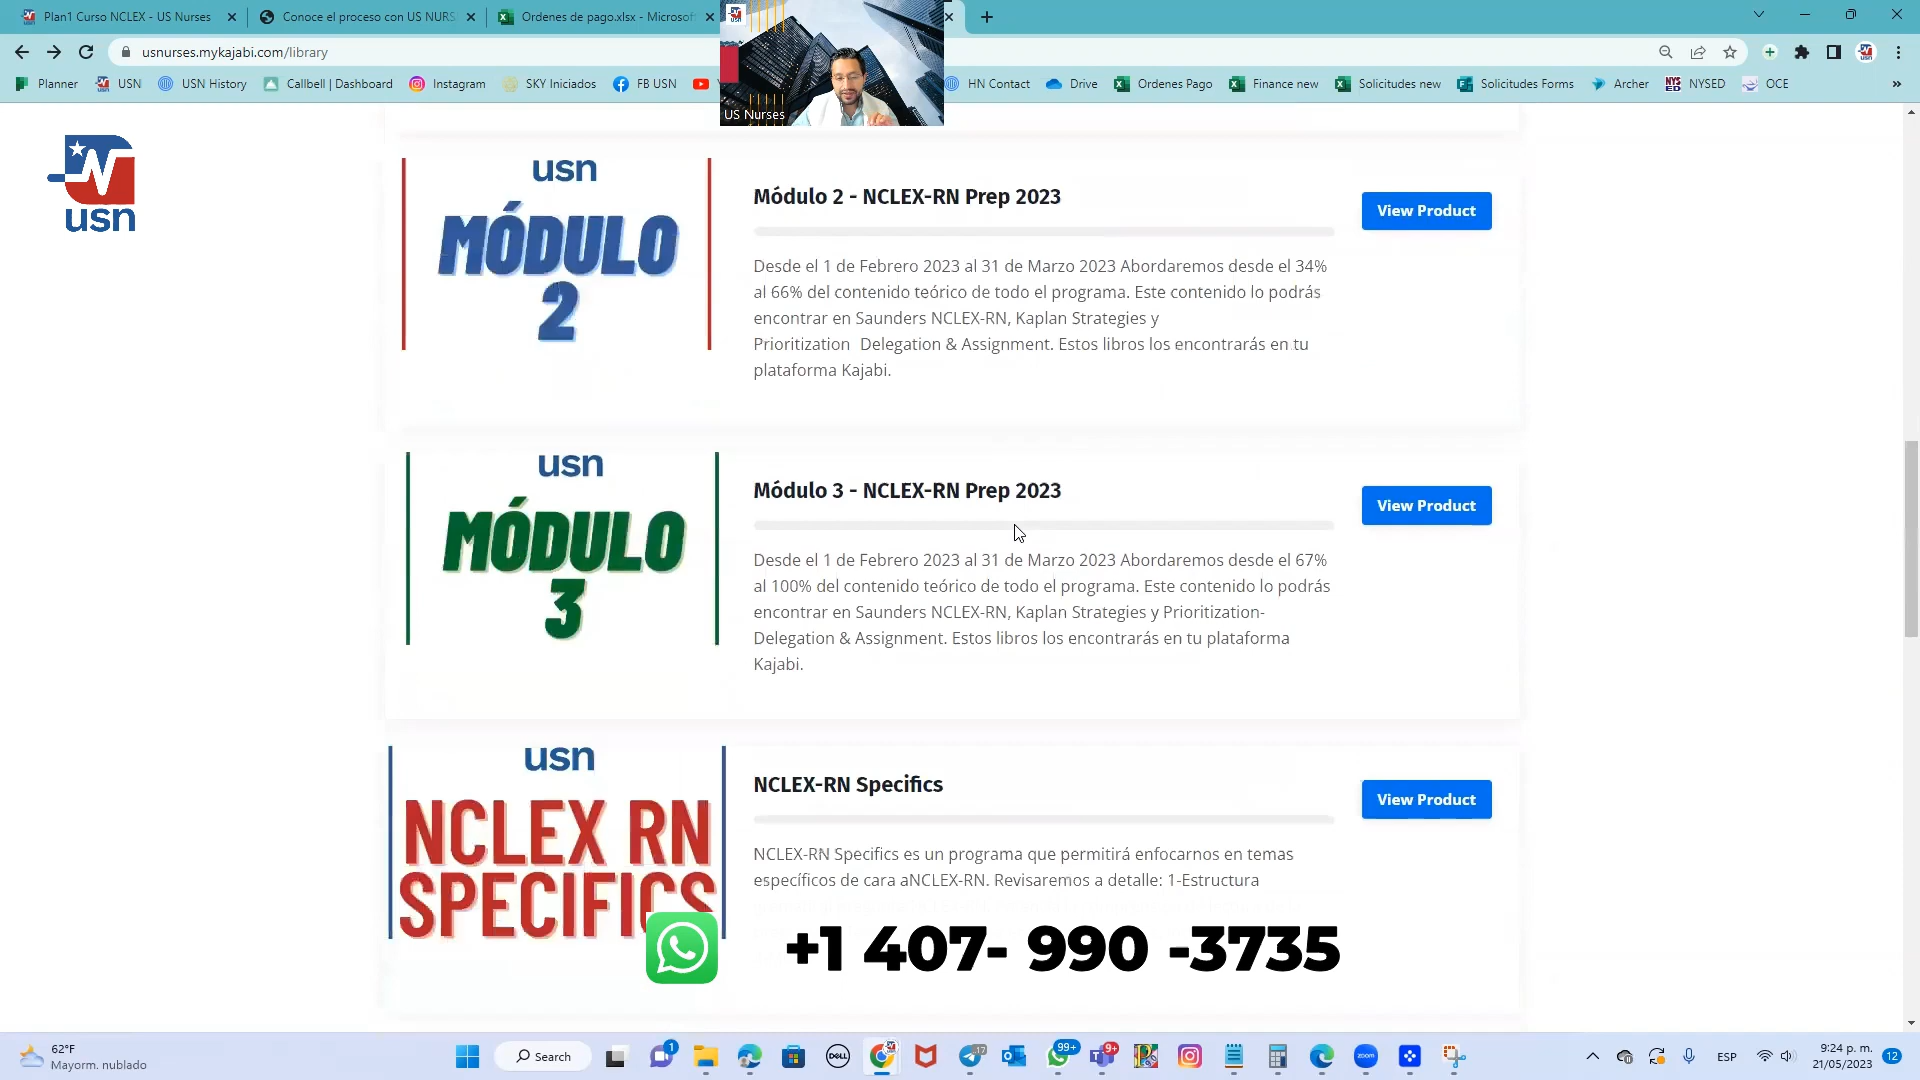 Plan1 Curso NCLEX - US Nurses
Conoce el proceso con US NURS
Ordenes de pago.xlsx - Microsof
usnurses.mykajabi.com/library
Planner
USN
USN History
Callbell | Dashboard
Instagram
SKY Iniciados
FB USN
HN Contact
Drive
Ordenes Pago
Finance new
Solicitudes new
Solicitudes Forms
Archer
NYSED
OCE
US Nurses
usn
usn
MÓDULO
2
Módulo 2 - NCLEX-RN Prep 2023
View Product
Desde el 1 de Febrero 2023 al 31 de Marzo 2023 Abordaremos desde el 34%
al 66% del contenido teórico de todo el programa. Este contenido lo podrás
encontrar en Saunders NCLEX-RN, Kaplan Strategies y
Prioritization Delegation & Assignment. Estos libros los encontrarás en tu
plataforma Kajabi.
usn
MÓDULO
3
Módulo 3 - NCLEX-RN Prep 2023
View Product
Desde el 1 de Febrero 2023 al 31 de Marzo 2023 Abordaremos desde el 67%
al 100% del contenido teórico de todo el programa. Este contenido lo podrás
encontrar en Saunders NCLEX-RN, Kaplan Strategies y Prioritization-
Delegation & Assignment. Estos libros los encontrarás en tu plataforma
Kajabi.
usn
NCLEX RN
SPECIFICS
NCLEX-RN Specifics
View Product
NCLEX-RN Specifics es un programa que permitirá enfocarnos en temas
específicos de cara aNCLEX-RN. Revisaremos a detalle: 1-Estructura
+1 407- 990 -3735
62°F
Mayorm. nublado
Search
1
DELL
17
99+
9+
zoom
ESP
9:24 p. m.
21/05/2023
12